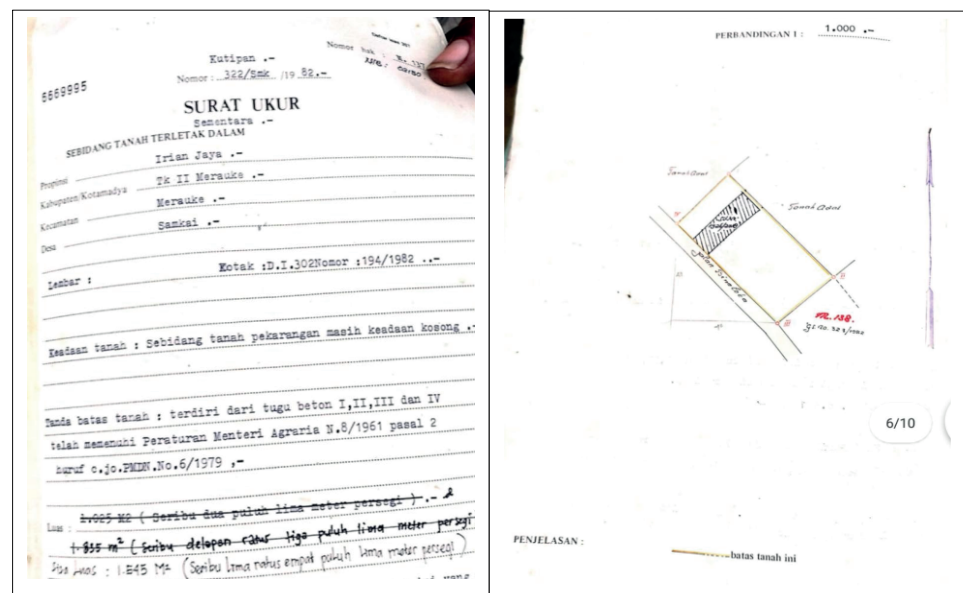 Kutipan .-
Nomor hak : B. 137
Nomor : 322/Smk /19 82.-
6669995
SURAT UKUR
Sementara .-
SEBIDANG TANAH TERLETAK DALAM
Propinsi Irian Jaya .-
Kabupaten/Kotamadya Tk II Merauke .-
Kecamatan Merauke .-
Desa Samkai .-
Lembar : Kotak :D.I.302Nomor :194/1982 ..-
Keadaan tanah : Sebidang tanah pekarangan masih keadaan kosong .-
Tanda batas tanah : terdiri dari tugu beton I,II,III dan IV
telah memenuhi Peraturan Menteri Agraria N.8/1961 pasal 2
huruf c.jo.PMDN.No.6/1979 ,-
Luas : 1.025 M2 ( Seribu dua puluh lima meter persegi ) .-
1.835 m² (Seribu delapan ratus tiga puluh lima meter persegi
Sisa Luas : 1.545 M² (Seribu lima ratus empat puluh lima meter persegi)
PERBANDINGAN 1 : 1.000 .-
Tanah Adat
Tanah Adat
6/10
PENJELASAN :
batas tanah ini